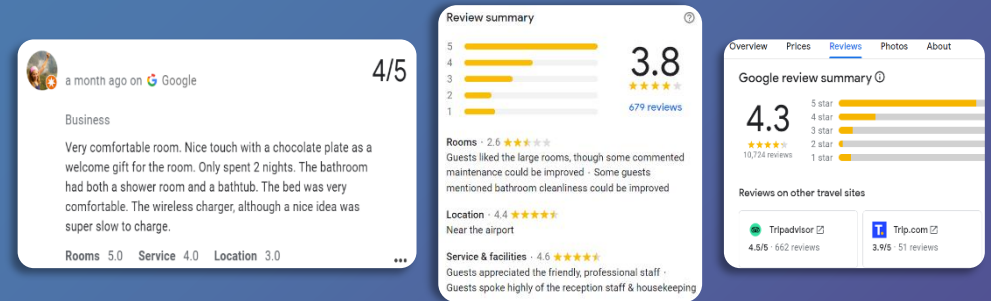 a month ago on Google
4/5
Business
Very comfortable room. Nice touch with a chocolate plate as a
welcome gift for the room. Only spent 2 nights. The bathroom
had both a shower room and a bathtub. The bed was very
comfortable. The wireless charger, although a nice idea was
super slow to charge.
Rooms 5.0 Service 4.0 Location 3.0
Review summary
5
4
3
2
1
3.8
679 reviews
Rooms · 2.6
Guests liked the large rooms, though some commented
maintenance could be improved · Some guests
mentioned bathroom cleanliness could be improved
Location · 4.4
Near the airport
Service & facilities · 4.6
Guests appreciated the friendly, professional staff ·
Guests spoke highly of the reception staff & housekeeping
Overview Prices Reviews Photos About
Google review summary
4.3
10,724 reviews
5 star
4 star
3 star
2 star
1 star
Reviews on other travel sites
Tripadvisor
4.5/5 · 662 reviews
T.
Trip.com
3.9/5 · 51 reviews